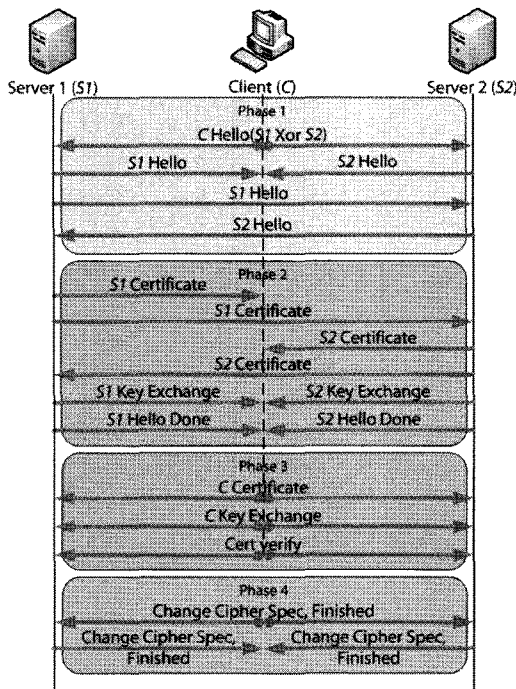 Server 1 (S1) Client (C) Server 2 (S2)
Phase 1
C Hello(S1 Xor S2)
S1 Hello S2 Hello
S1 Hello
S2 Hello
Phase 2
S1 Certificate
S1 Certificate
S2 Certificate
S2 Certificate
S1 Key Exchange S2 Key Exchange
S1 Hello Done S2 Hello Done
Phase 3
C Certificate
C Key Exchange
Cert verify
Phase 4
Change Cipher Spec, Finished
Change Cipher Spec, Change Cipher Spec,
Finished Finished